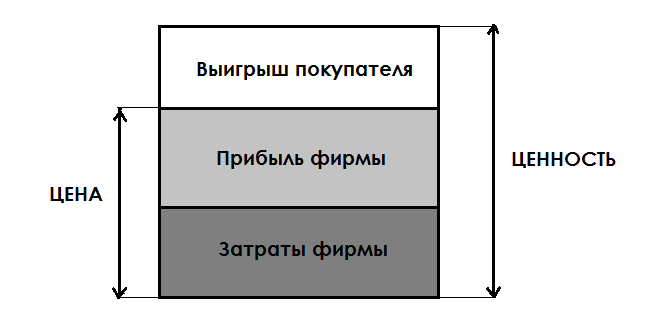 Выигрыш покупателя
Прибыль фирмы
ЦЕННОСТЬ
ЦЕНА
Затраты фирмы